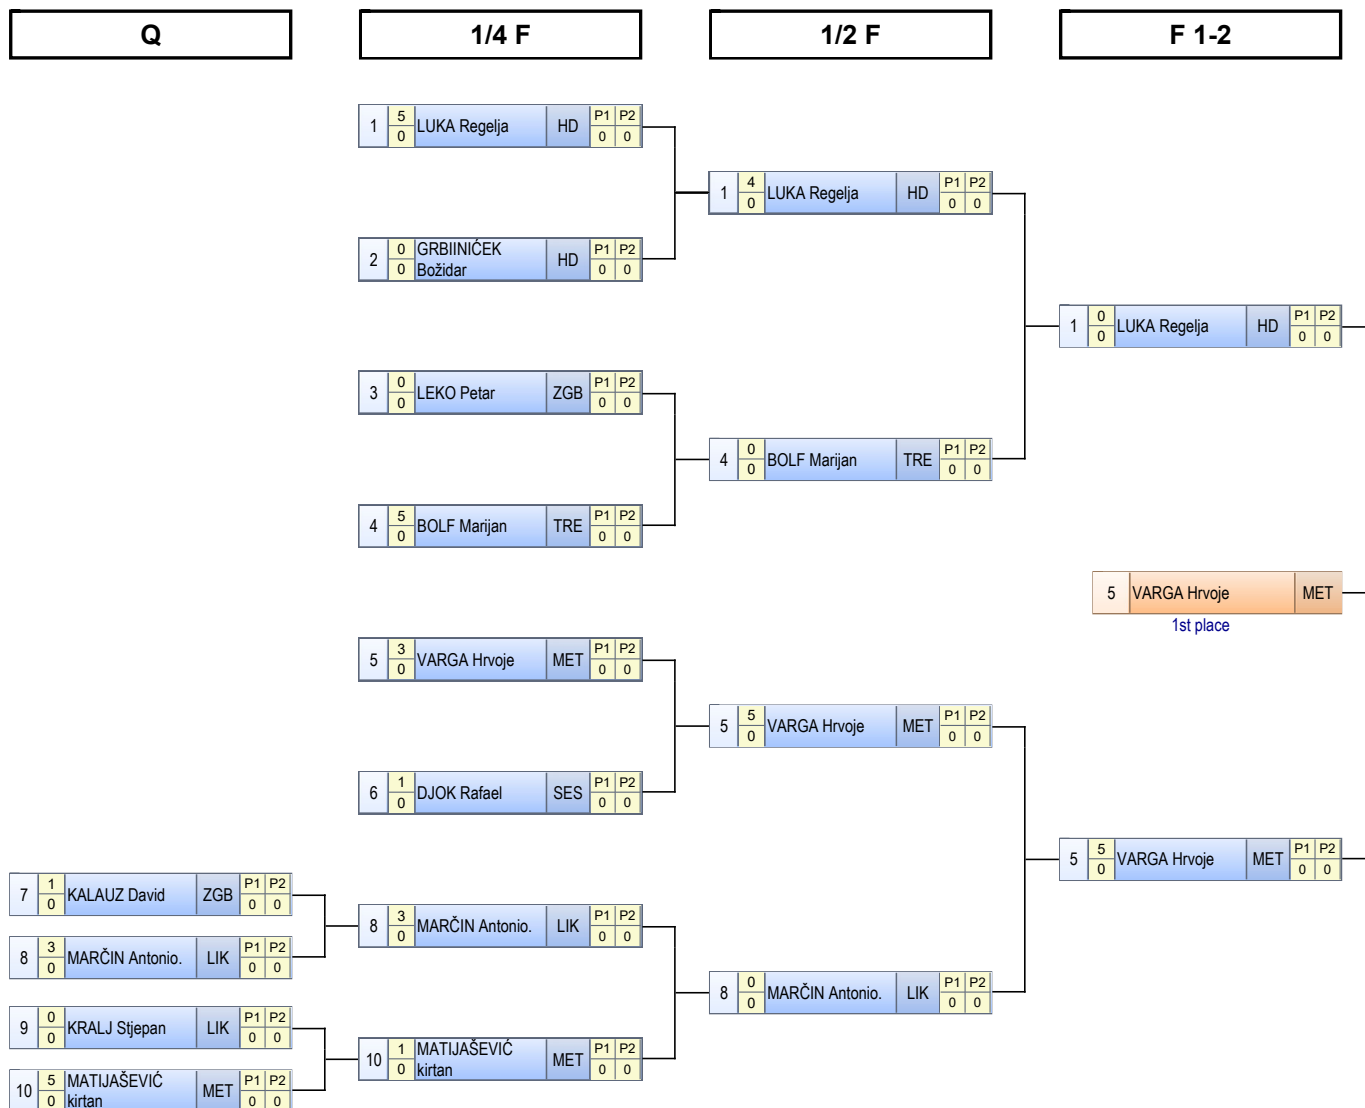 Q
1/4 F
1/2 F
F 1-2
1 5 0 LUKA Regelja HD P1 P2 0 0
2 0 0 GRBIINIĆEK
Božidar HD P1 P2 0 0
3 0 0 LEKO Petar ZGB P1 P2 0 0
4 5 0 BOLF Marijan TRE P1 P2 0 0
5 3 0 VARGA Hrvoje MET P1 P2 0 0
6 1 0 DJOK Rafael SES P1 P2 0 0
7 1 0 KALAUZ David ZGB P1 P2 0 0
8 3 0 MARČIN Antonio. LIK P1 P2 0 0
9 0 0 KRALJ Stjepan LIK P1 P2 0 0
10 5 0 MATIJAŠEVIĆ
kirtan MET P1 P2 0 0
8 3 0 MARČIN Antonio. LIK P1 P2 0 0
10 1 0 MATIJAŠEVIĆ
kirtan MET P1 P2 0 0
1 4 0 LUKA Regelja HD P1 P2 0 0
4 0 0 BOLF Marijan TRE P1 P2 0 0
5 5 0 VARGA Hrvoje MET P1 P2 0 0
8 0 0 MARČIN Antonio. LIK P1 P2 0 0
1 0 0 LUKA Regelja HD P1 P2 0 0
5 VARGA Hrvoje MET
1st place
5 5 0 VARGA Hrvoje MET P1 P2 0 0